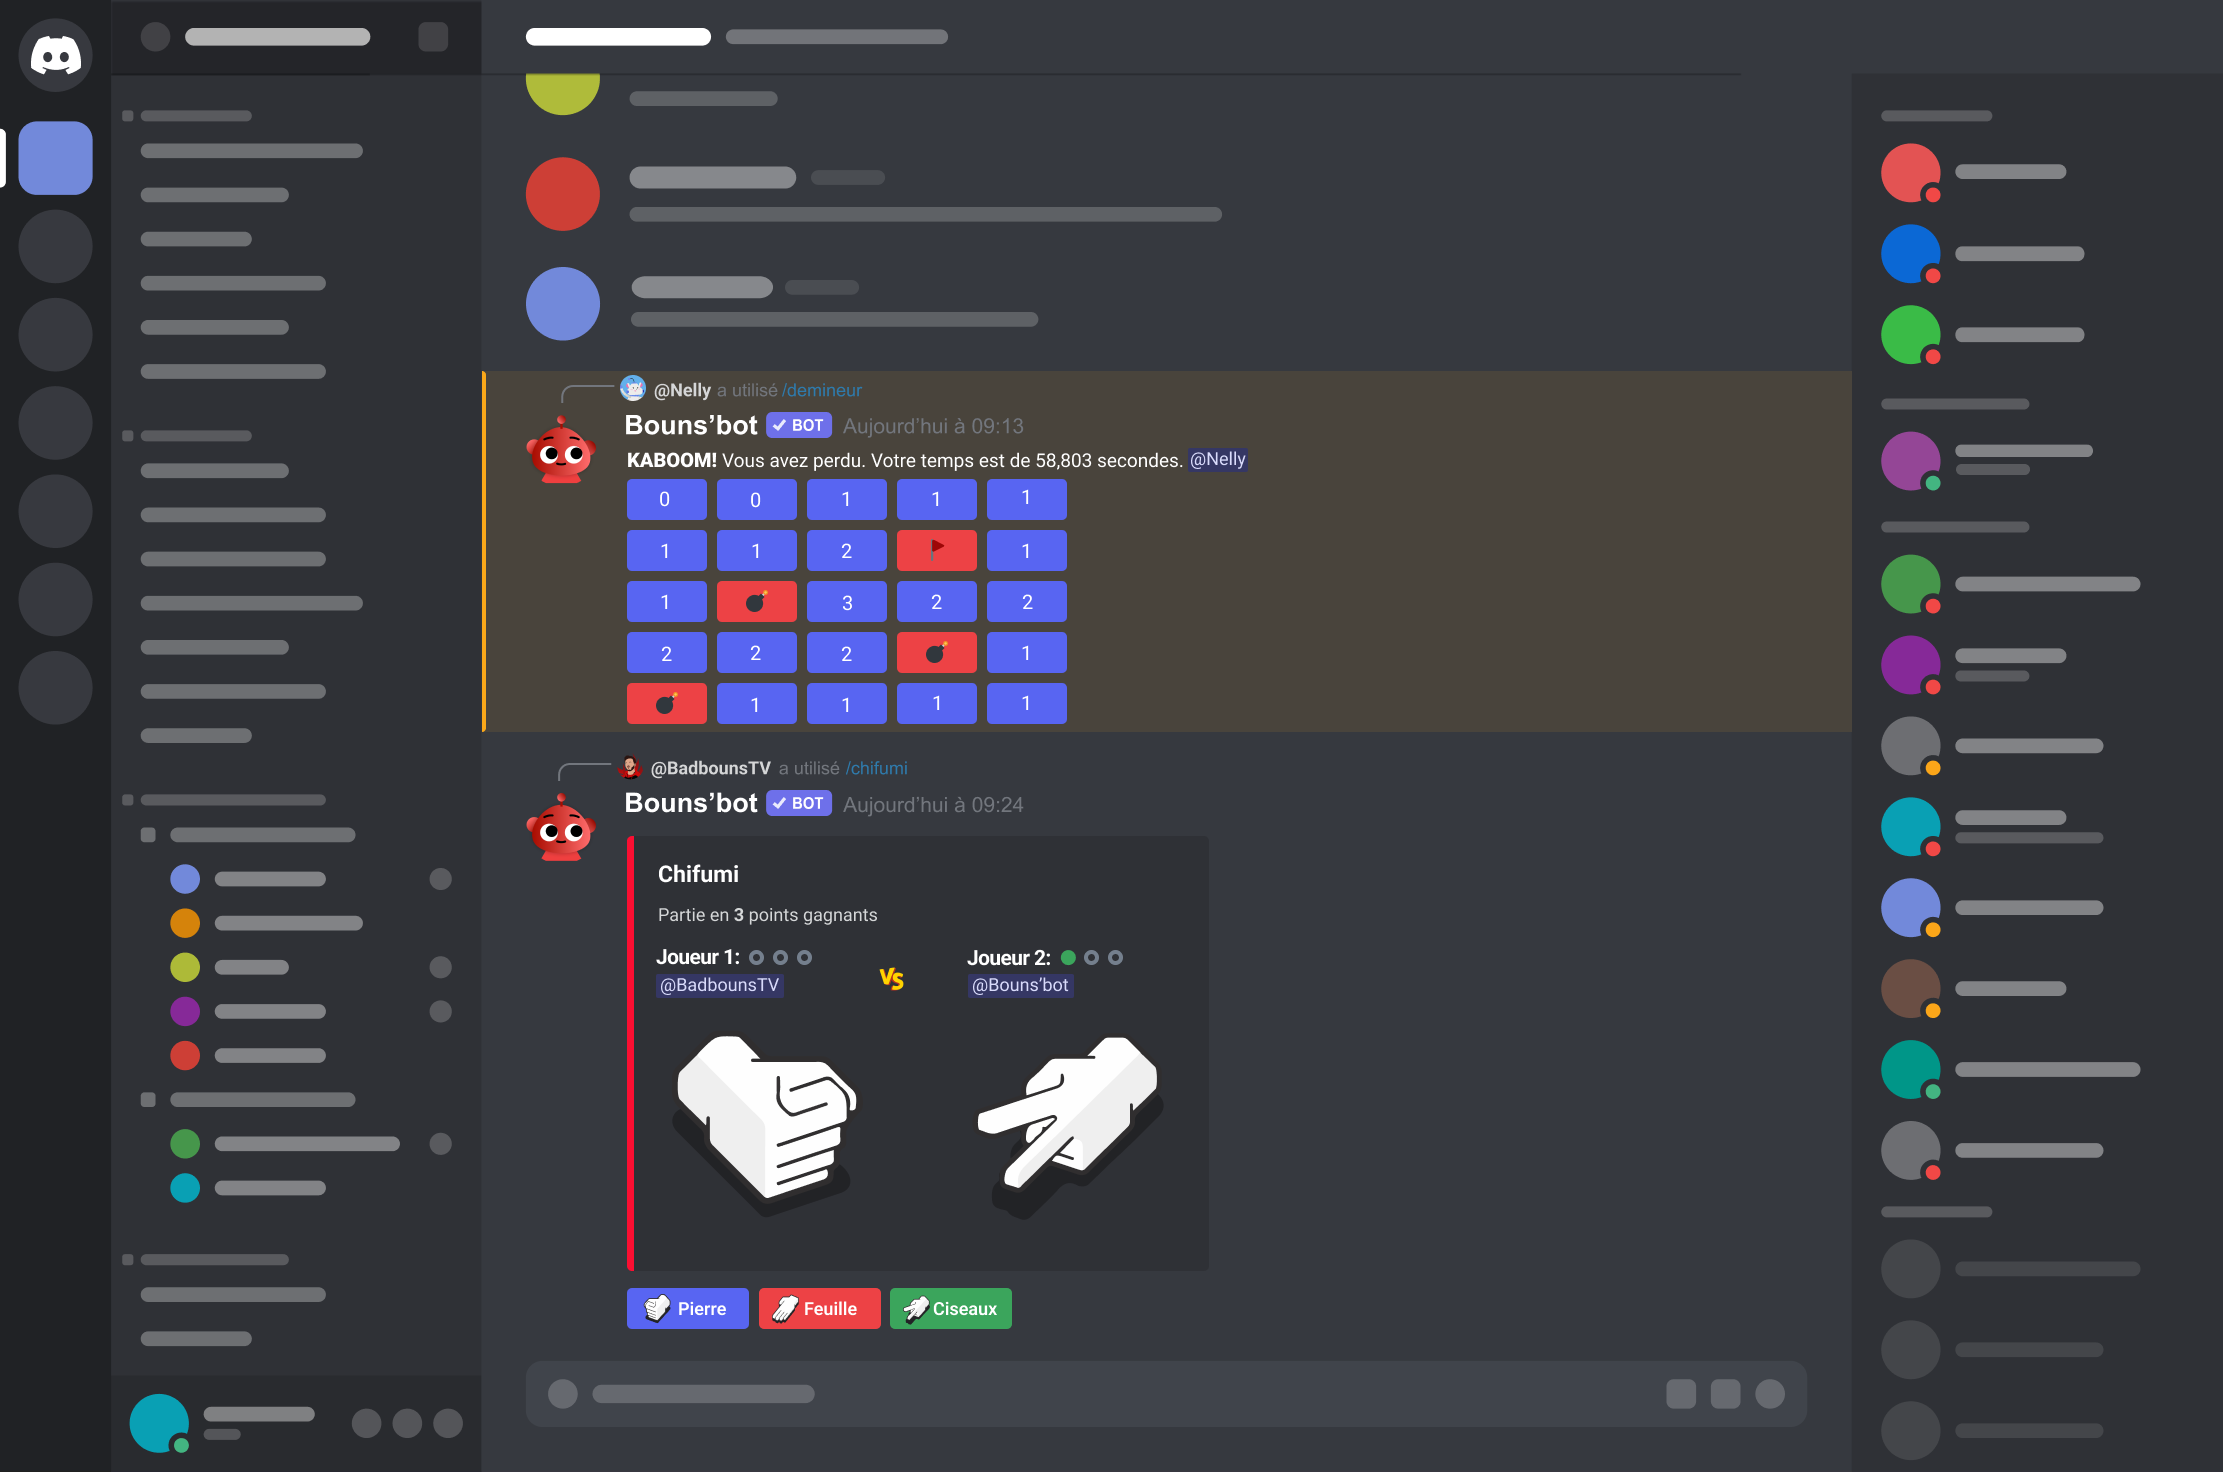 @Nelly a utilisé /demineur
Bouns’bot BOT Aujourd’hui à 09:13
KABOOM! Vous avez perdu. Votre temps est de 58,803 secondes. @Nelly
0 0 1 1 1
1 1 2 1
1 3 2 2
2 2 2 1
1 1 1 1
@BadbounsTV a utilisé /chifumi
Bouns’bot BOT Aujourd’hui à 09:24
Chifumi
Partie en 3 points gagnants
Joueur 1: Joueur 2:
@BadbounsTV VS @Bouns’bot
Pierre Feuille Ciseaux